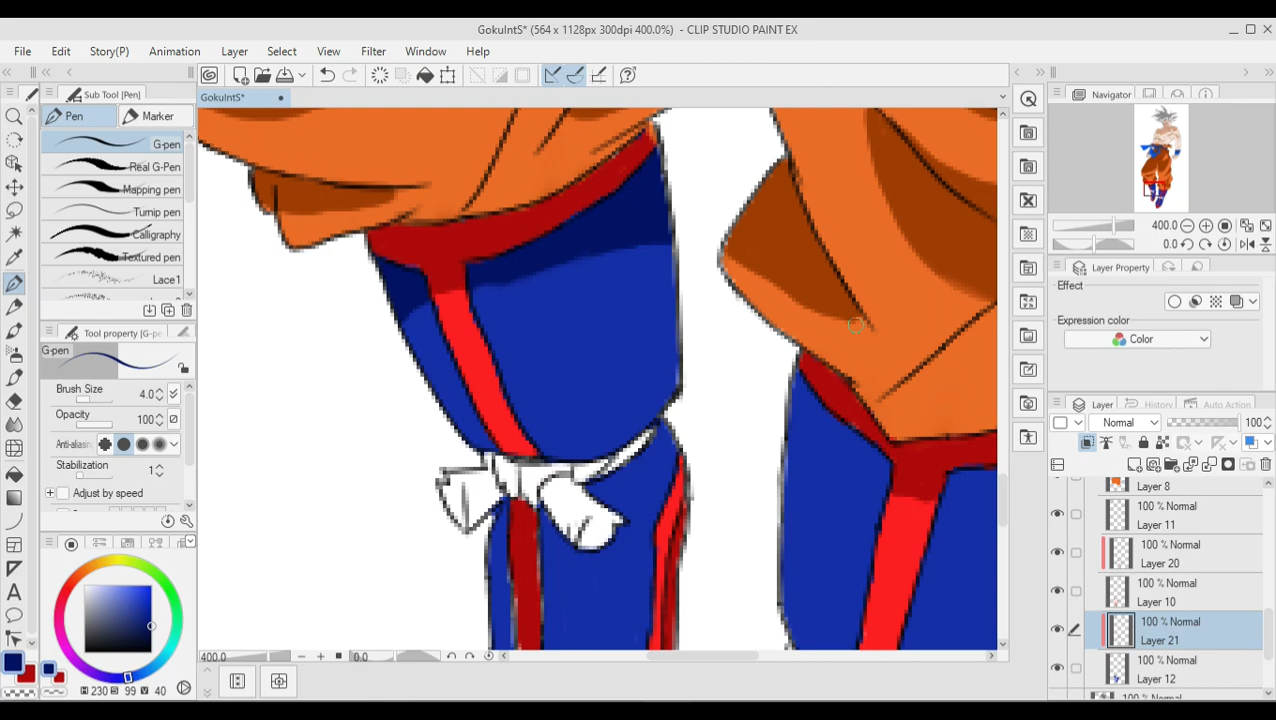 GokuIntS* (564 x 1128px 300dpi 400.0%) - CLIP STUDIO PAINT EX
File Edit Story(P) Animation Layer Select View Filter Window Help
Sub Tool [Pen]
GokuIntS*
Navigator
Pen Marker
G-pen
Real G-Pen
Mapping pen
Turnip pen
Calligraphy
Textured pen
Lace1
400.0
0.0
Layer Property
Effect
Expression color
Color
Tool property [G-pe
G-pen
Brush Size 4.0
Opacity 100
Anti-aliasing
Stabilization 1
Adjust by speed
Layer History Auto Action
Normal 100
Layer 8
100 % Normal
Layer 11
100 % Normal
Layer 20
100 % Normal
Layer 10
100 % Normal
Layer 21
100 % Normal
Layer 12
100 % Normal
400.0 0.0
230 99 40